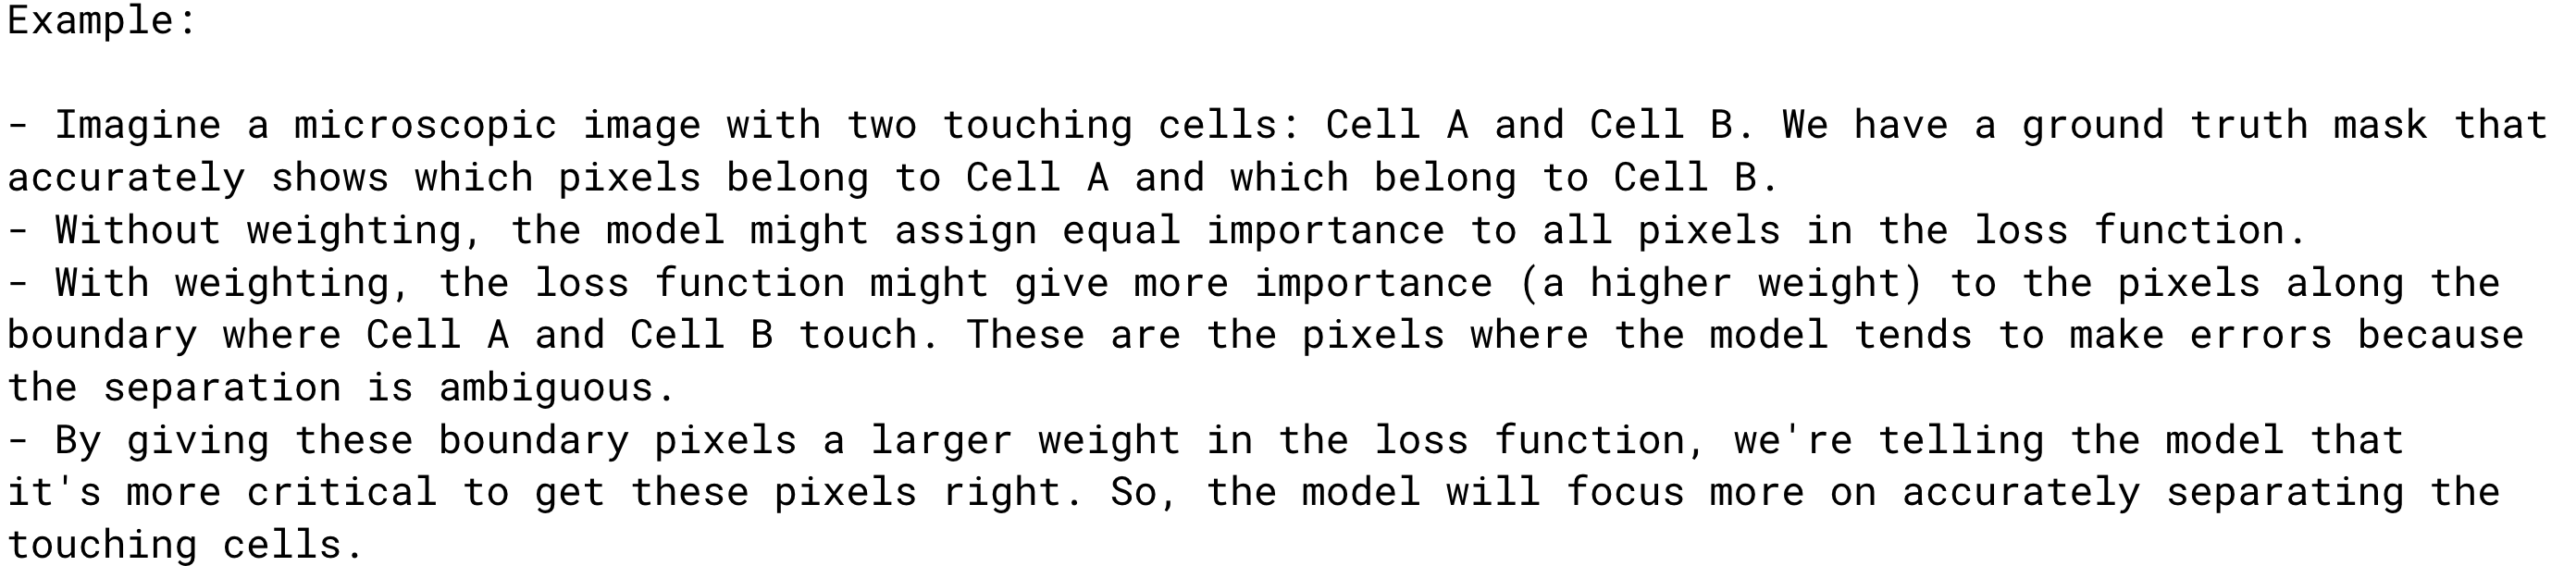 Example:
- Imagine a microscopic image with two touching cells: Cell A and Cell B. We have a ground truth mask that
accurately shows which pixels belong to Cell A and which belong to Cell B.
- Without weighting, the model might assign equal importance to all pixels in the loss function.
- With weighting, the loss function might give more importance (a higher weight) to the pixels along the
boundary where Cell A and Cell B touch. These are the pixels where the model tends to make errors because
the separation is ambiguous.
- By giving these boundary pixels a larger weight in the loss function, we're telling the model that
it's more critical to get these pixels right. So, the model will focus more on accurately separating the
touching cells.